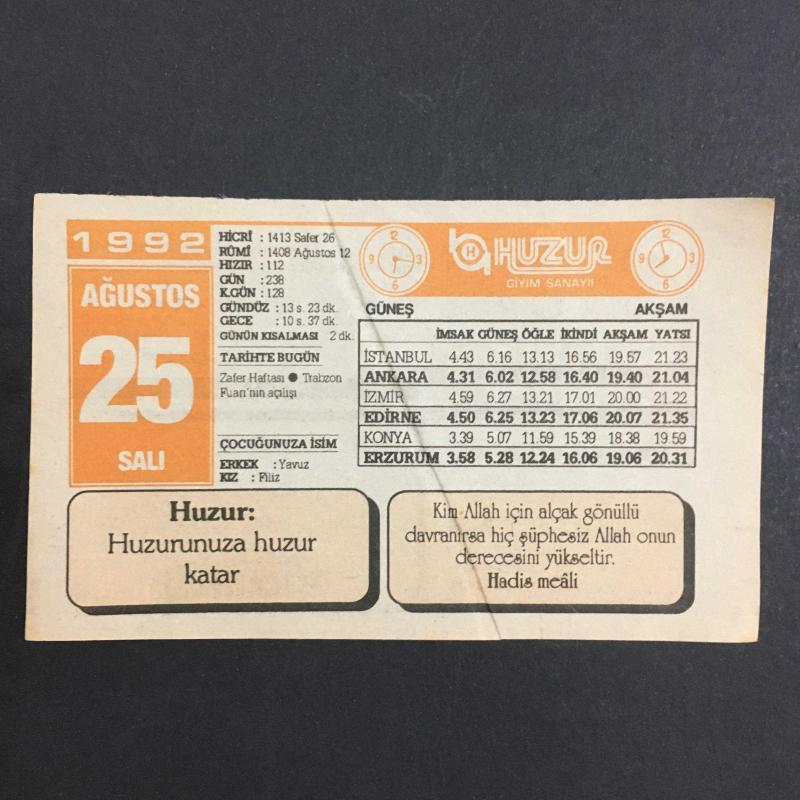 1992
AĞUSTOS
25
SALI
HİCRİ : 1413 Safer 26
RÛMİ : 1408 Ağustos 12
HIZIR : 112
GÜN : 238
K.GÜN : 128
GÜNDÜZ : 13 s. 23 dk.
GECE : 10 s. 37 dk.
GÜNÜN KISALMASI 2 dk.
TARİHTE BUGÜN
Zafer Haftası ● Trabzon
Fuarı'nın açılışı
ÇOCUĞUNUZA İSİM
ERKEK : Yavuz
KIZ : Filiz
12
9 3
6
H HUZUR
GİYİM SANAYİİ
12
9 3
6
GÜNEŞ AKŞAM
İMSAK GÜNEŞ ÖĞLE İKİNDİ AKŞAM YATSI
İSTANBUL 4.43 6.16 13.13 16.56 19.57 21.23
ANKARA 4.31 6.02 12.58 16.40 19.40 21.04
İZMİR 4.59 6.27 13.21 17.01 20.00 21.22
EDİRNE 4.50 6.25 13.23 17.06 20.07 21.35
KONYA 3.39 5.07 11.59 15.39 18.38 19.59
ERZURUM 3.58 5.28 12.24 16.06 19.06 20.31
Huzur:
Huzurunuza huzur
katar
Kim Allah için alçak gönüllü
davranırsa hiç şüphesiz Allah onun
derecesini yükseltir.
Hadis meâli